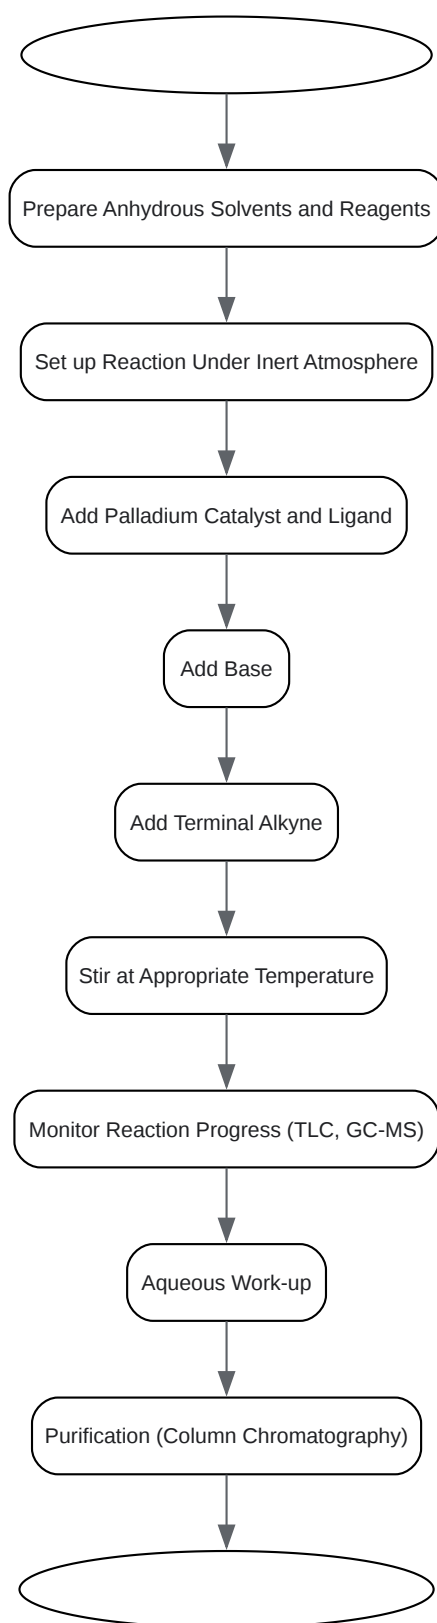 Prepare Anhydrous Solvents and Reagents
Set up Reaction Under Inert Atmosphere
Add Palladium Catalyst and Ligand
Add Base
Add Terminal Alkyne
Stir at Appropriate Temperature
Monitor Reaction Progress (TLC, GC-MS)
Aqueous Work-up
Purification (Column Chromatography)